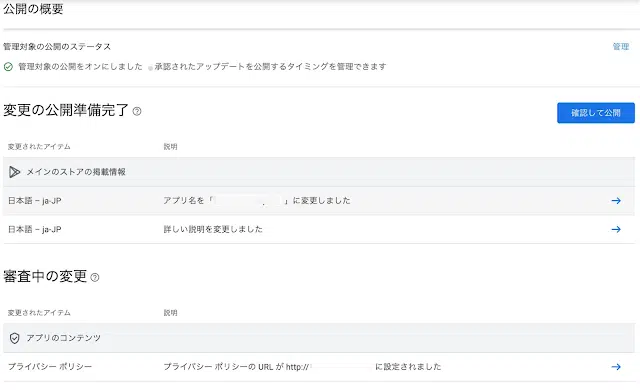 公開の概要
管理対象の公開のステータス 管理
管理対象の公開をオンにしました 承認されたアップデートを公開するタイミングを管理できます
変更の公開準備完了 確認して公開
変更されたアイテム 説明
メインのストアの掲載情報
日本語 – ja-JP アプリ名を「 」に変更しました
日本語 – ja-JP 詳しい説明を変更しました
審査中の変更
変更されたアイテム 説明
アプリのコンテンツ
プライバシー ポリシー プライバシー ポリシーの URL が http:// に設定されました